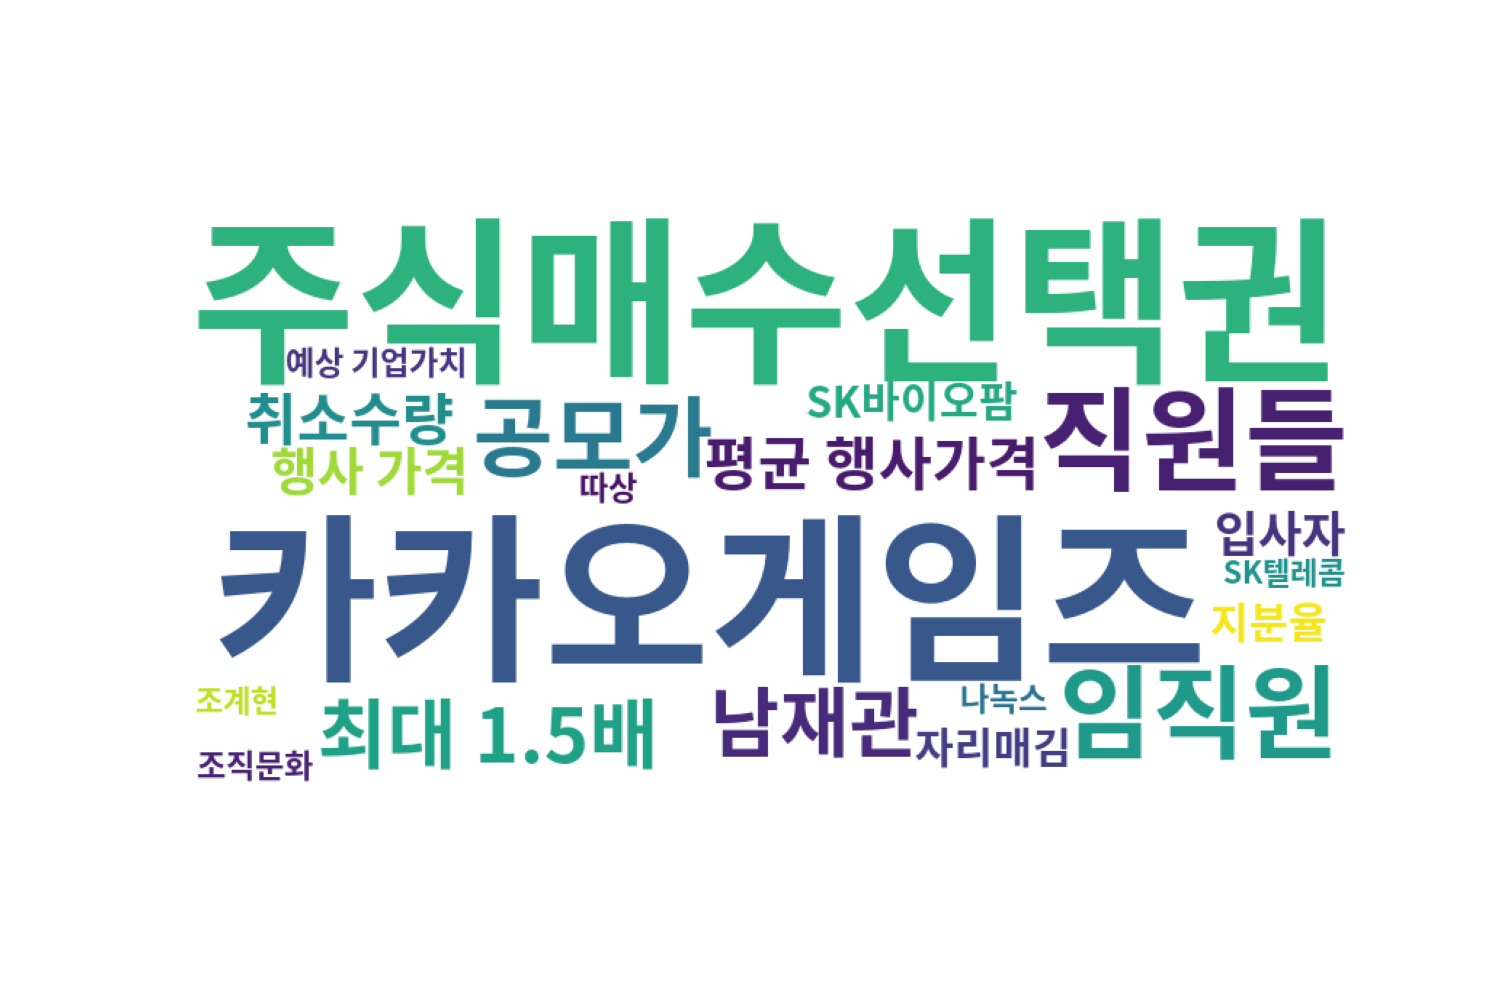 주식매수선택권
예상 기업가치
취소수량
공모가
SK바이오팜
직원들
행사 가격
따상
평균 행사가격
카카오게임즈
입사자
SK텔레콤
지분율
조계현
최대 1.5배
남재관
나녹스
임직원
자리매김
조직문화